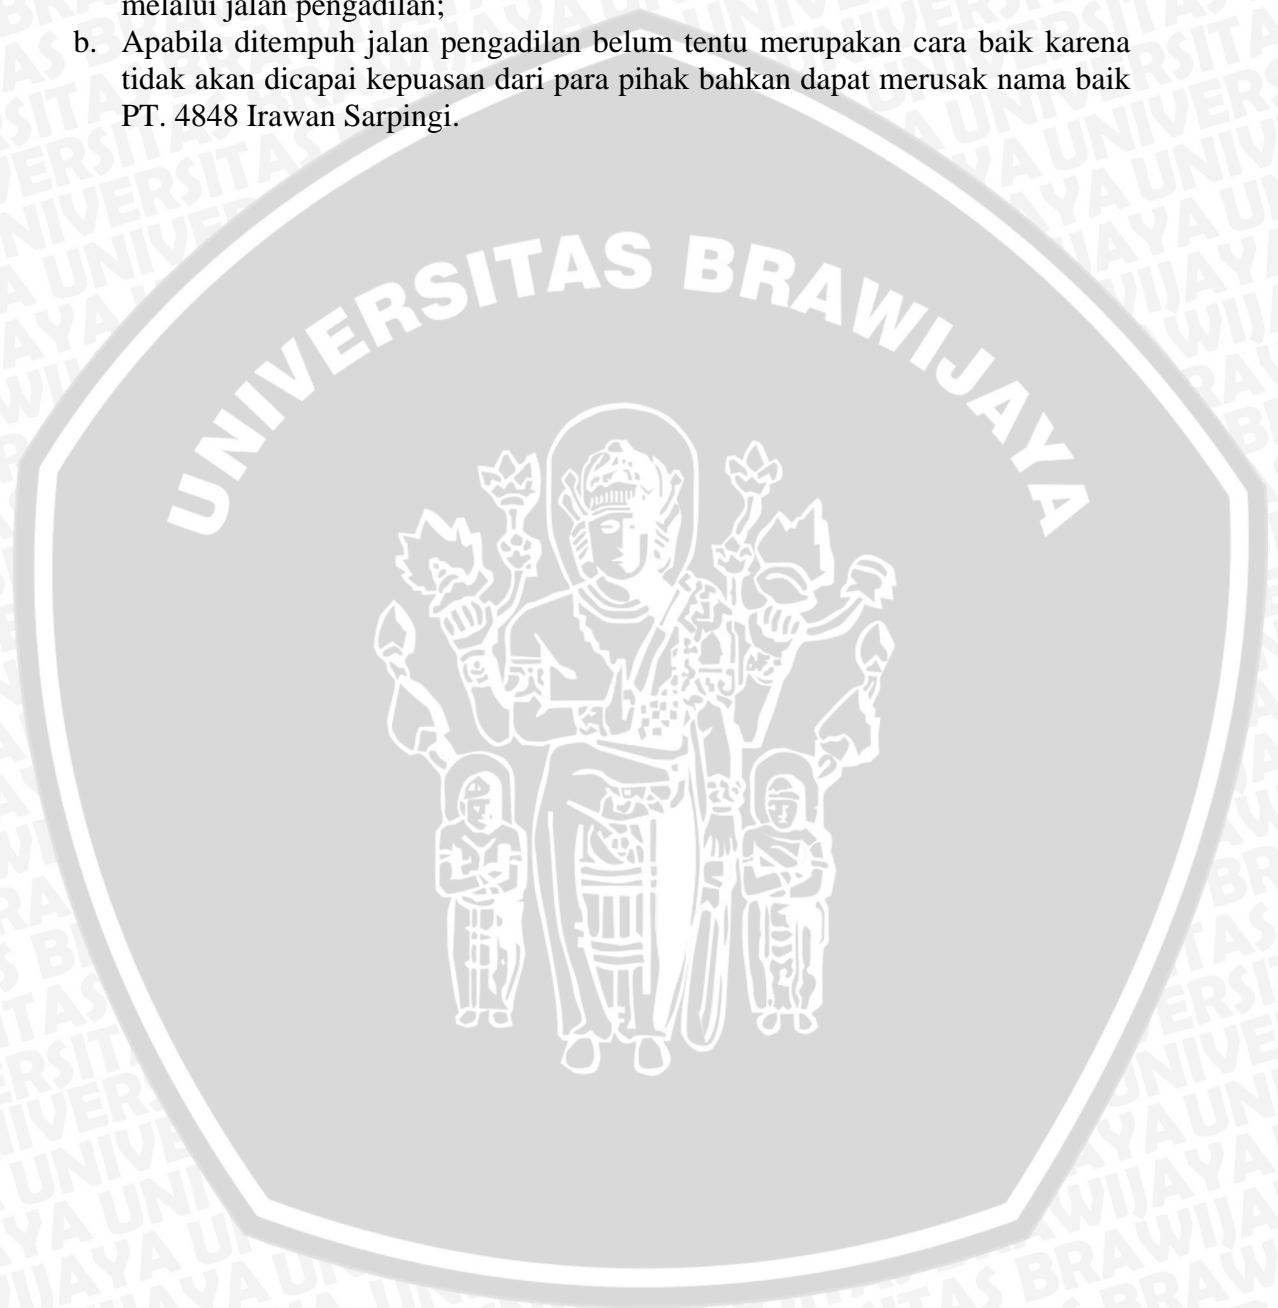 melalui jalan pengadilan;
b. Apabila ditempuh jalan pengadilan belum tentu merupakan cara baik karena
tidak akan dicapai kepuasan dari para pihak bahkan dapat merusak nama baik
PT. 4848 Irawan Sarpingi.
UNIVERSITAS BRAWIJAYA